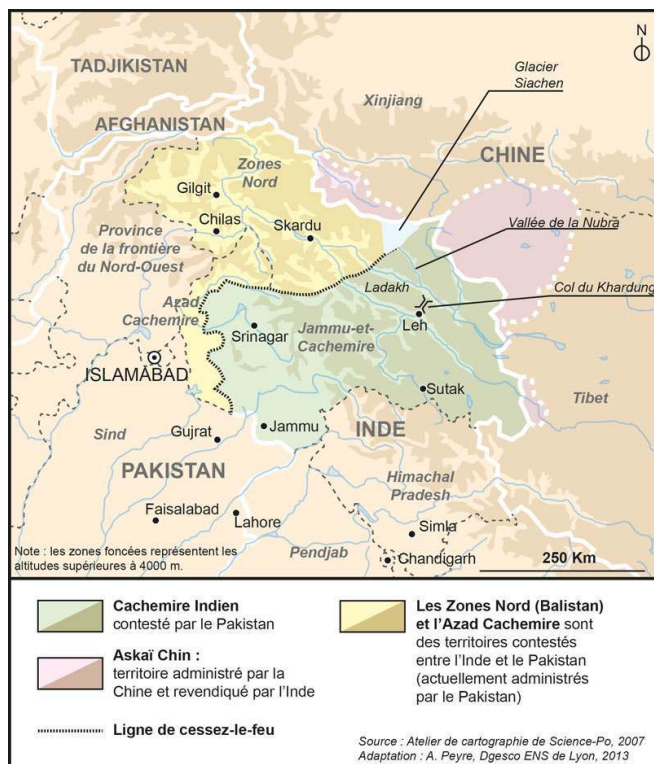 N
Glacier
Siachen
TADJIKISTAN
Xinjiang
AFGHANISTAN
CHINE
Zones
Nord
Gilgit
Chilas
Vallée de la Nubra
Skardu
Province
de la frontière
du Nord-Ouest
Ladakh
Col du Khardung
Azad
Cachemire
Leh
Srinagar
Jammu-et-
Cachemire
ISLAMABAD
Sutak
Tibet
Sind
Gujrat
Jammu
INDE
PAKISTAN
Himachal
Pradesh
Faisalabad
Lahore
Simla
Pendjab
Chandigarh
250 Km
Note : les zones foncées représentent les
altitudes supérieures à 4000 m.
Cachemire Indien
contesté par le Pakistan
Askaï Chin :
territoire administré par la
Chine et revendiqué par l'Inde
Ligne de cessez-le-feu
Les Zones Nord (Balistan)
et l'Azad Cachemire sont
des territoires contestés
entre l'Inde et le Pakistan
(actuellement administrés
par le Pakistan)
Source : Atelier de cartographie de Science-Po, 2007
Adaptation : A. Peyre, Dgesco ENS de Lyon, 2013